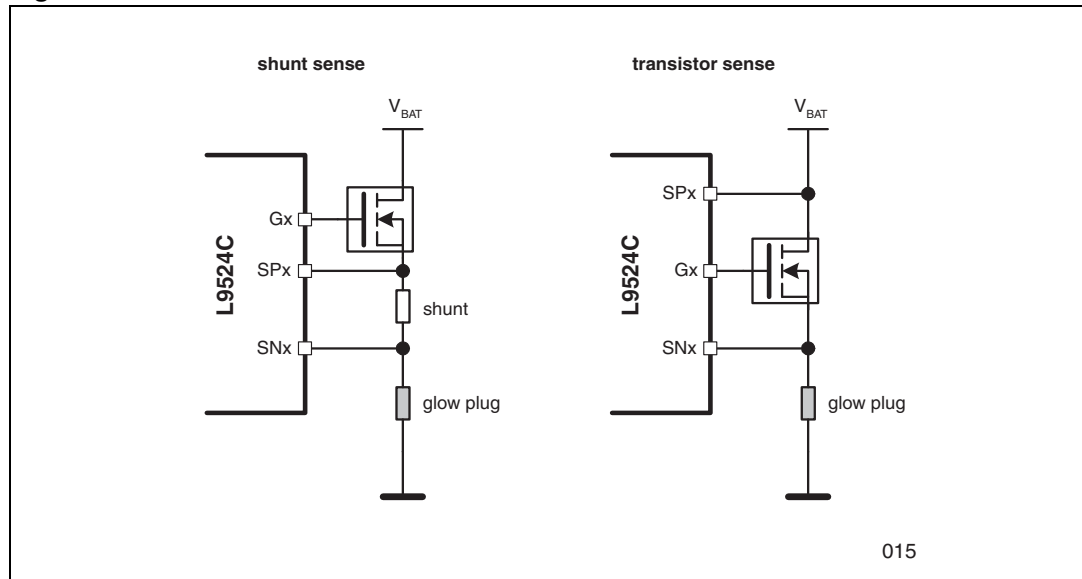 shunt sense
V_BAT
Gx
SPx
SNx
L9524C
shunt
glow plug
transistor sense
V_BAT
SPx
Gx
SNx
L9524C
glow plug
015